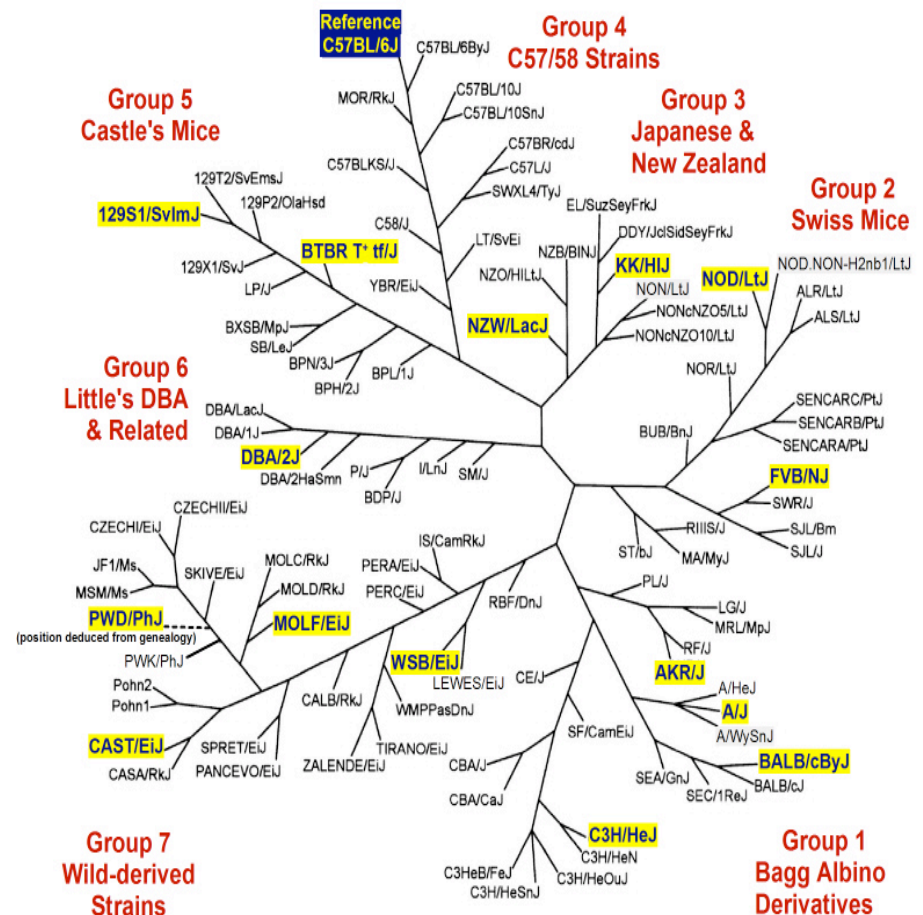 Reference
C57BL/6J
Group 4
C57/58 Strains
C57BL/6ByJ
MOR/RkJ
C57BL/10J
C57BL/10SnJ
C57BR/cdJ
C57L/J
SWXL4/TyJ
C57BLKS/J
C58/J
LT/SvEi
YBR/EiJ
Group 5
Castle's Mice
129T2/SvEmsJ
129P2/OlaHsd
129S1/SvImJ
129X1/SvJ
BTBR T⁺ tf/J
LP/J
BXSB/MpJ
SB/LeJ
BPN/3J
BPH/2J
BPL/1J
Group 3
Japanese &
New Zealand
EL/SuzSeyFrkJ
DDY/JclSidSeyFrkJ
NZB/BlNJ
NZO/HILtJ
KK/HIJ
NON/LtJ
NONcNZO5/LtJ
NONcNZO10/LtJ
NZW/LacJ
Group 2
Swiss Mice
NOD.NON-H2nb1/LtJ
NOD/LtJ
ALR/LtJ
ALS/LtJ
NOR/LtJ
SENCARC/PtJ
SENCARB/PtJ
SENCARA/PtJ
BUB/BnJ
FVB/NJ
SWR/J
SJL/Bm
SJL/J
RIIIS/J
MA/MyJ
ST/bJ
Group 6
Little's DBA
& Related
DBA/LacJ
DBA/1J
DBA/2J
DBA/2HaSmn
P/J
BDP/J
I/LnJ
SM/J
CZECHII/EiJ
CZECHI/EiJ
JF1/Ms
MSM/Ms
SKIVE/EiJ
PWD/PhJ
(position deduced from genealogy)
PWK/PhJ
MOLC/RkJ
MOLD/RkJ
MOLF/EiJ
IS/CamRkJ
PERA/EiJ
PERC/EiJ
RBF/DnJ
WSB/EiJ
LEWES/EiJ
CALB/RkJ
WMPPasDnJ
TIRANO/EiJ
ZALENDE/EiJ
Pohn2
Pohn1
CAST/EiJ
CASA/RkJ
SPRET/EiJ
PANCEVO/EiJ
Group 7
Wild-derived
Strains
PL/J
LG/J
MRL/MpJ
RF/J
AKR/J
A/HeJ
A/J
A/WySnJ
BALB/cByJ
BALB/cJ
SEC/1ReJ
SEA/GnJ
CE/J
SF/CamEiJ
CBA/J
CBA/CaJ
C3H/HeJ
C3H/HeN
C3H/HeOuJ
C3HeB/FeJ
C3H/HeSnJ
Group 1
Bagg Albino
Derivatives